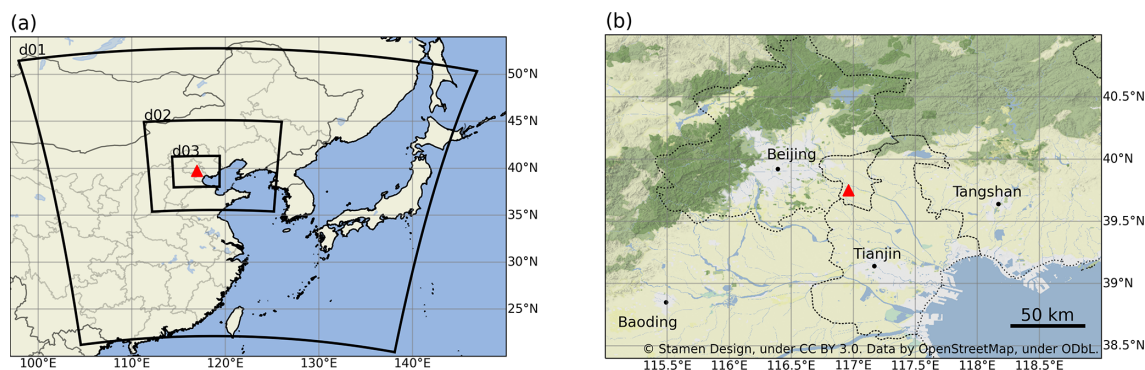 (a)
d01
d02
d03
50°N
45°N
40°N
35°N
30°N
25°N
100°E
110°E
120°E
130°E
140°E
(b)
Beijing
Tangshan
Tianjin
Baoding
50 km
© Stamen Design, under CC BY 3.0. Data by OpenStreetMap, under ODbL.
40.5°N
40°N
39.5°N
39°N
38.5°N
115.5°E
116°E
116.5°E
117°E
117.5°E
118°E
118.5°E